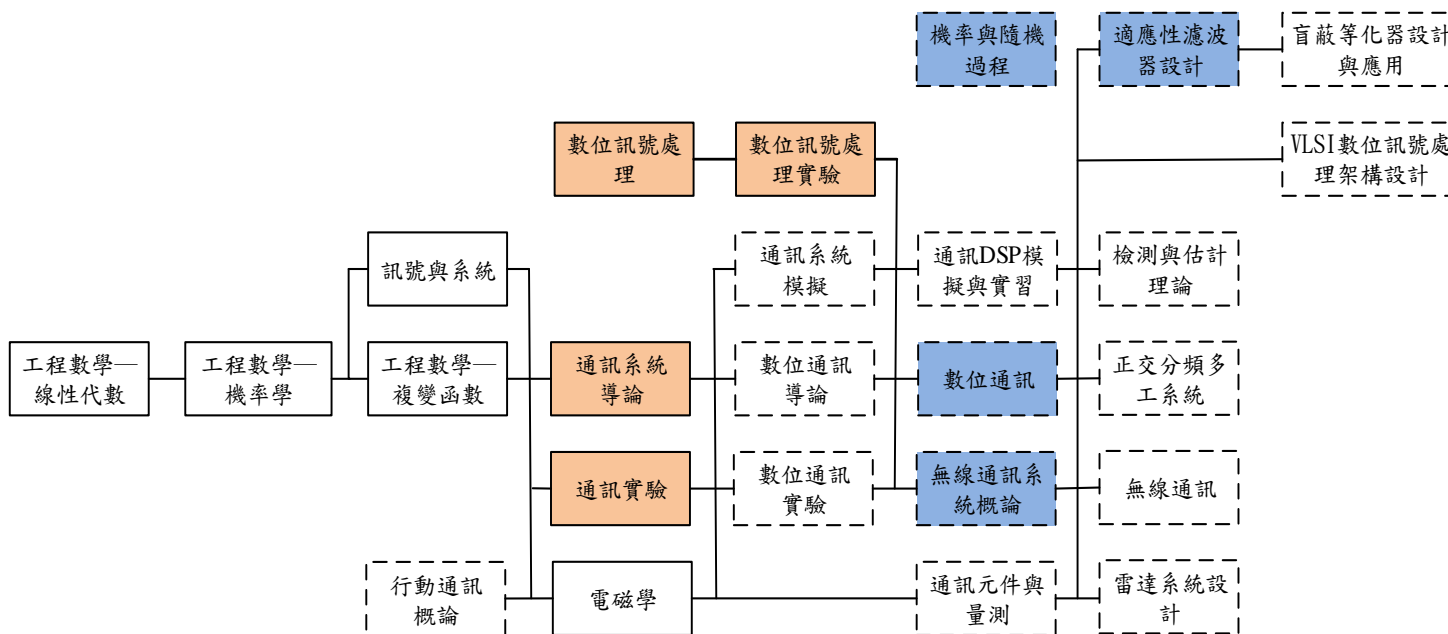 機率與隨機
過程
適應性濾波
器設計
盲蔽等化器設計
與應用
數位訊號處
理
數位訊號處
理實驗
VLSI數位訊號處
理架構設計
訊號與系統
通訊系統
模擬
通訊DSP模
擬與實習
檢測與估計
理論
工程數學—
線性代數
工程數學—
機率學
工程數學—
複變函數
通訊系統
導論
數位通訊
導論
數位通訊
正交分頻多
工系統
通訊實驗
數位通訊
實驗
無線通訊系
統概論
無線通訊
行動通訊
概論
電磁學
通訊元件與
量測
雷達系統設
計